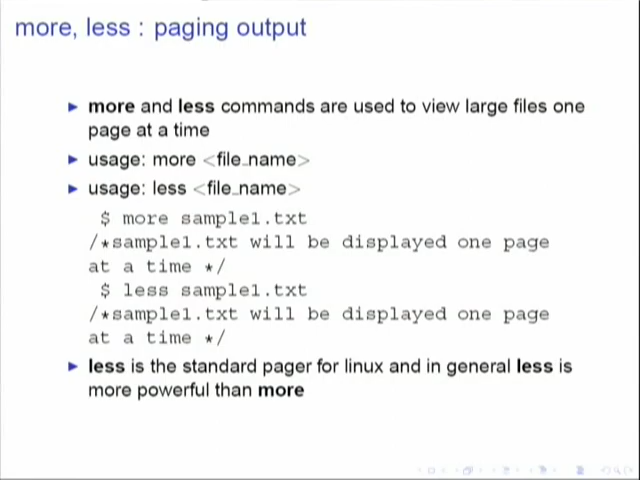 more, less : paging output
► more and less commands are used to view large files one
page at a time
► usage: more <file_name>
► usage: less <file_name>
$ more sample1.txt
/*sample1.txt will be displayed one page
at a time */
$ less sample1.txt
/*sample1.txt will be displayed one page
at a time */
► less is the standard pager for linux and in general less is
more powerful than more